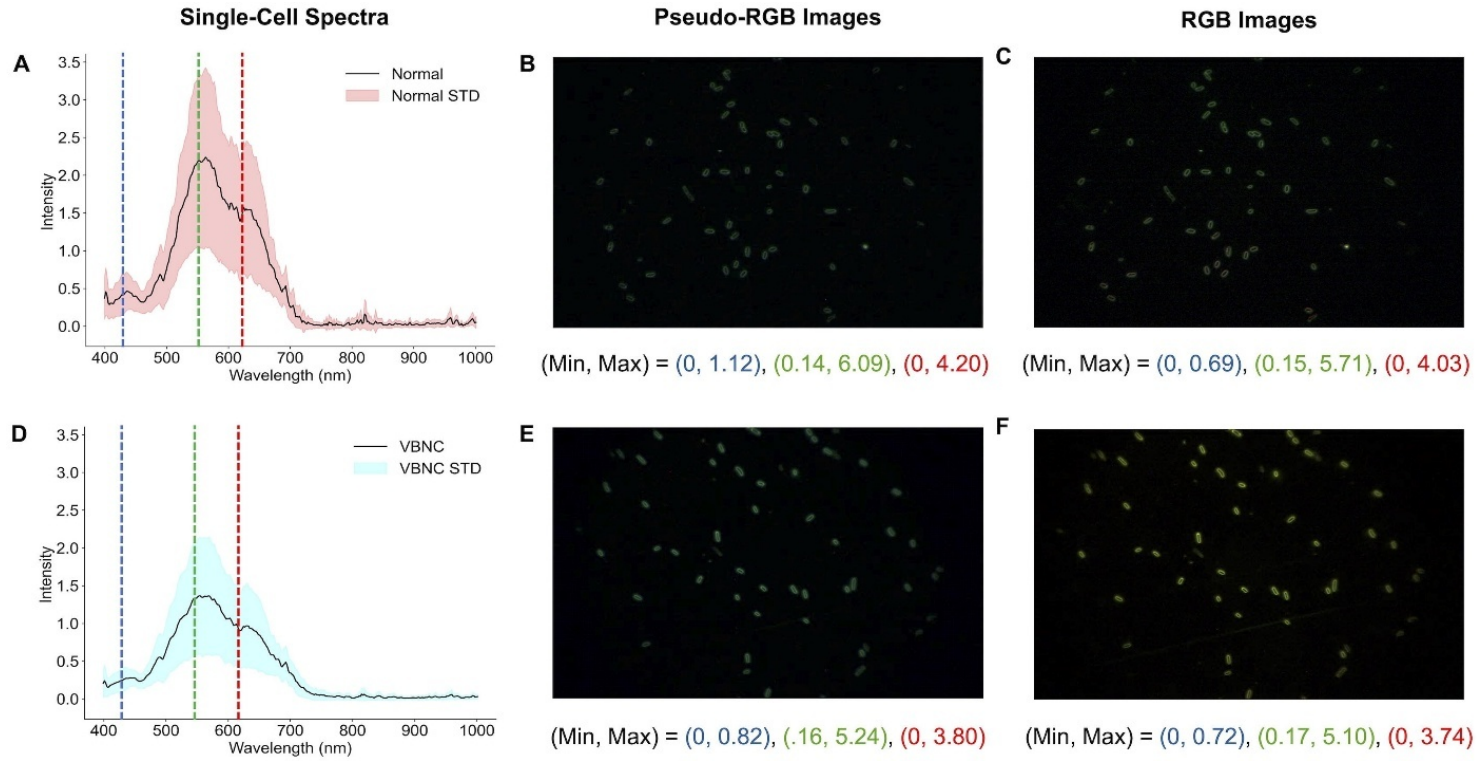 Single-Cell Spectra
Pseudo-RGB Images
RGB Images
A
3.5
3.0
2.5
2.0
1.5
1.0
0.5
0.0
Intensity
Normal
Normal STD
400 500 600 700 800 900 1000
Wavelength (nm)
B
(Min, Max) = (0, 1.12), (0.14, 6.09), (0, 4.20)
C
(Min, Max) = (0, 0.69), (0.15, 5.71), (0, 4.03)
D
3.5
3.0
2.5
2.0
1.5
1.0
0.5
0.0
Intensity
VBNC
VBNC STD
400 500 600 700 800 900 1000
Wavelength (nm)
E
(Min, Max) = (0, 0.82), (.16, 5.24), (0, 3.80)
F
(Min, Max) = (0, 0.72), (0.17, 5.10), (0, 3.74)